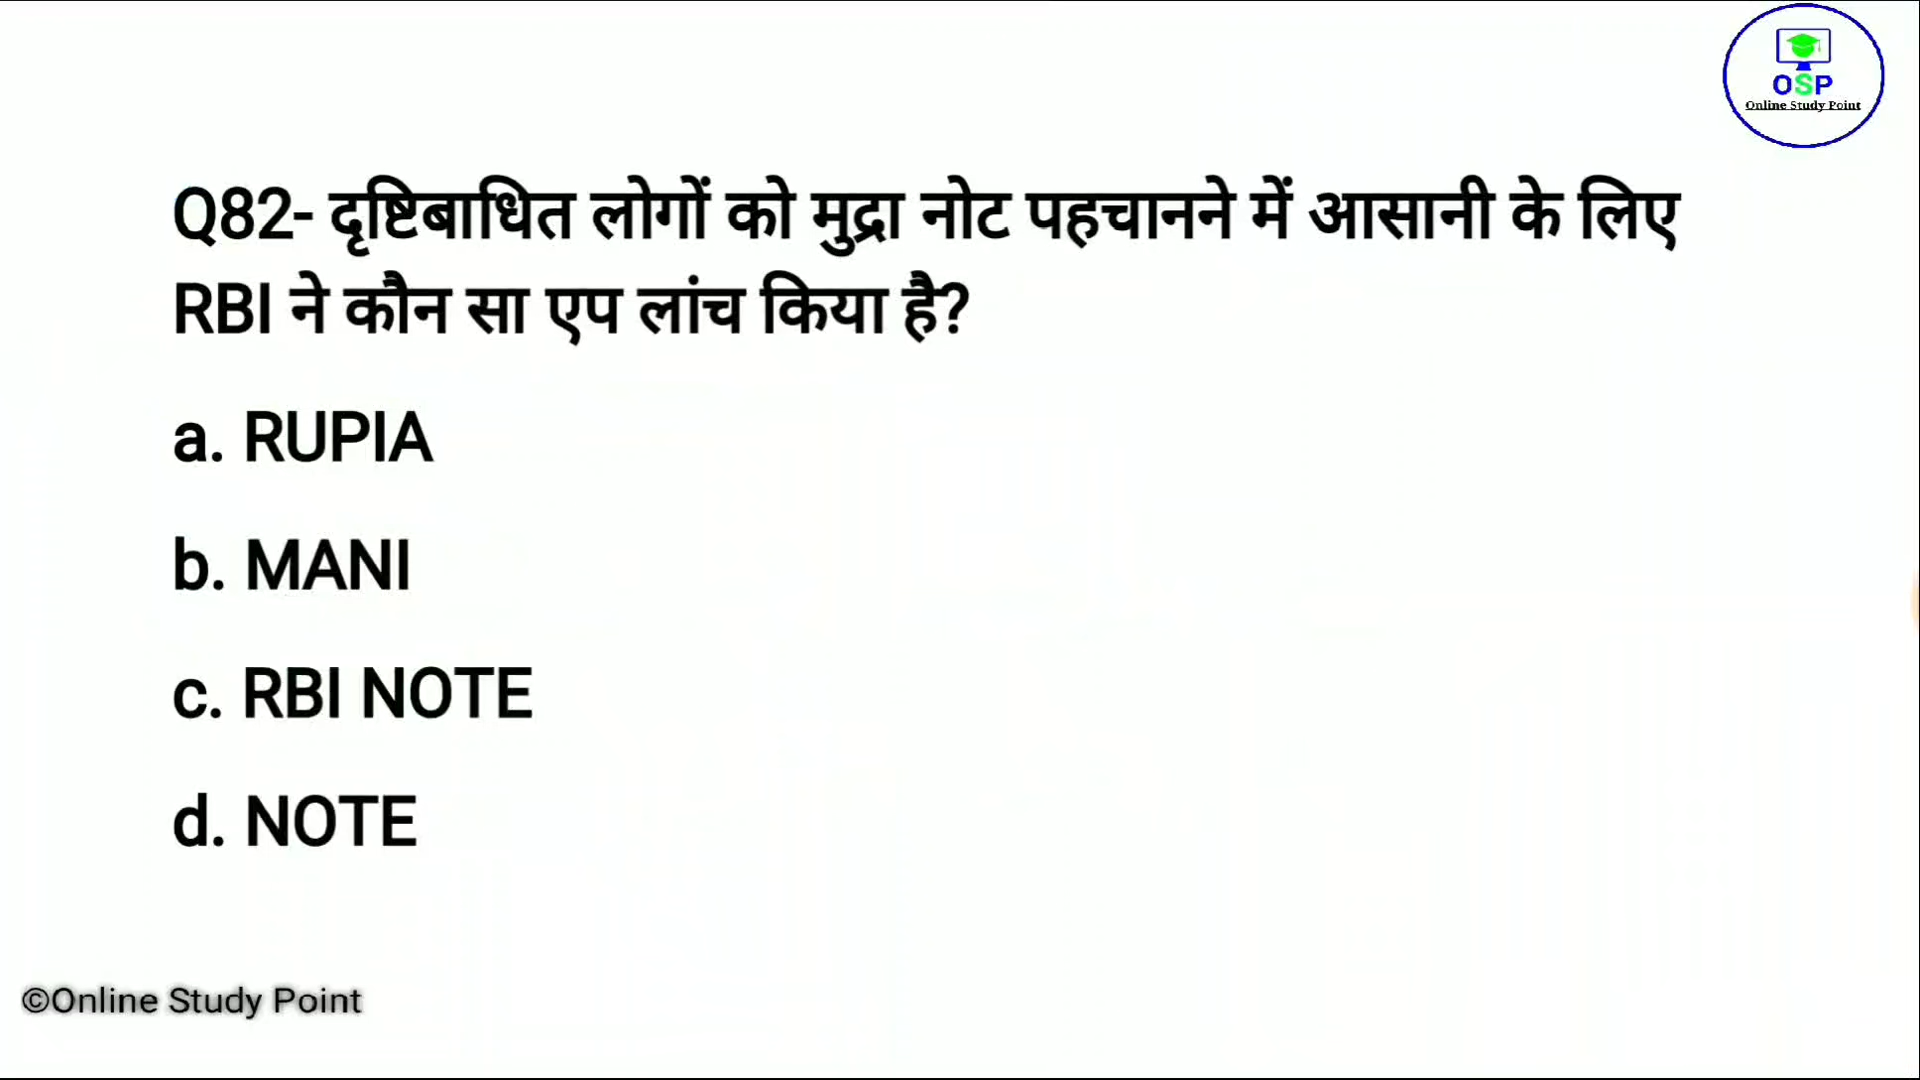 OSP
Online Study Point
Q82- दृष्टिबाधित लोगों को मुद्रा नोट पहचानने में आसानी के लिए
RBI ने कौन सा एप लांच किया है?
a. RUPIA
b. MANI
c. RBI NOTE
d. NOTE
©Online Study Point